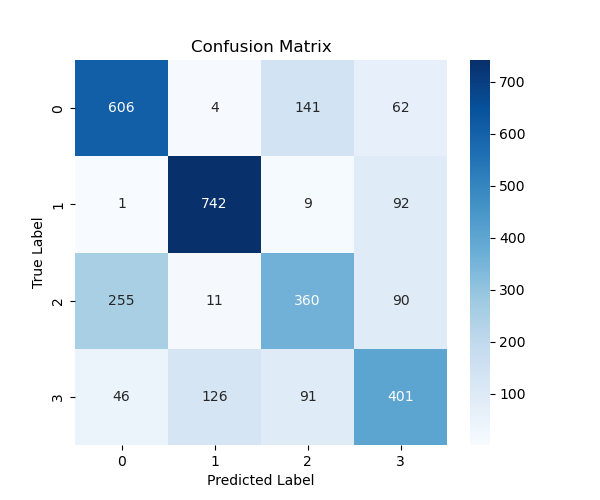 Confusion Matrix
True Label
0 606 4 141 62
1 1 742 9 92
2 255 11 360 90
3 46 126 91 401
0 1 2 3
Predicted Label
700
600
500
400
300
200
100